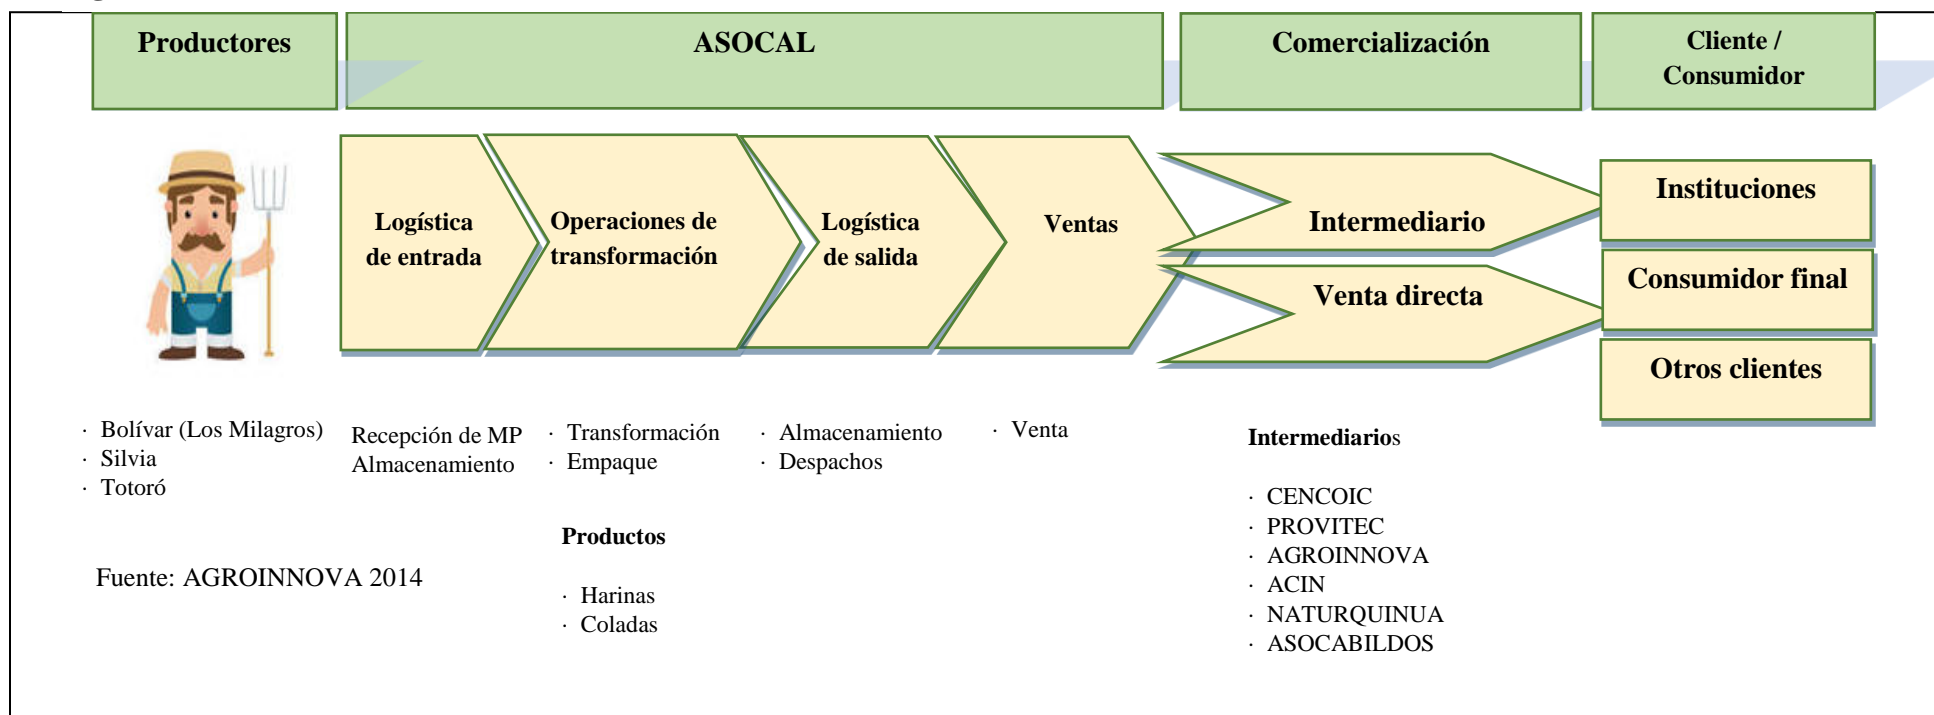 Productores
ASOCAL
Comercialización
Cliente /
Consumidor
Logística
de entrada
Operaciones de
transformación
Logística
de salida
Ventas
Intermediario
Venta directa
Instituciones
Consumidor final
Otros clientes
· Bolívar (Los Milagros)
· Silvia
· Totoró
Recepción de MP
Almacenamiento
· Transformación
· Empaque
Productos
· Harinas
· Coladas
· Almacenamiento
· Despachos
· Venta
Intermediarios
· CENCOIC
· PROVITEC
· AGROINNOVA
· ACIN
· NATURQUINUA
· ASOCABILDOS
Fuente: AGROINNOVA 2014